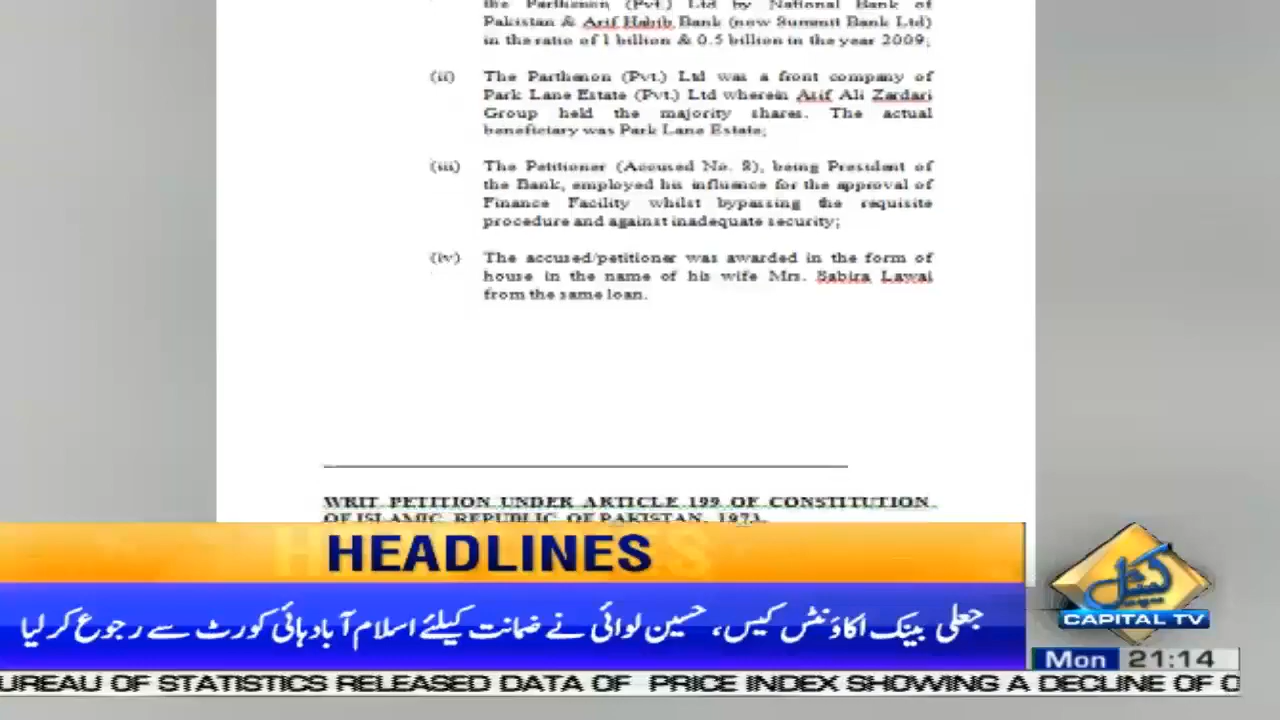 the Parthenon (Pvt.) Ltd by National Bank of
Pakistan & Arif Habib Bank (now Summit Bank Ltd)
in the ratio of 1 billion & 0.5 billion in the year 2009;
(ii) The Parthenon (Pvt.) Ltd was a front company of
Park Lane Estate (Pvt.) Ltd wherein Asif Ali Zardari
Group held the majority shares. The actual
beneficiary was Park Lane Estate;
(iii) The Petitioner (Accused No. 8), being President of
the Bank, employed his influence for the approval of
Finance Facility whilst bypassing the requisite
procedure and against inadequate security;
(iv) The accused/petitioner was awarded in the form of
house in the name of his wife Mrs. Sabira Lawai
from the same loan.
WRIT PETITION UNDER ARTICLE 199 OF CONSTITUTION
OF ISLAMIC REPUBLIC OF PAKISTAN, 1973.
HEADLINES
جعلی بینک اکاؤنٹس کیس، حسین لوائی نے ضمانت کیلئے اسلام آباد ہائی کورٹ سے رجوع کر لیا
کیپیٹل
CAPITAL TV
Mon 21:14
UREAU OF STATISTICS RELEASED DATA OF PRICE INDEX SHOWING A DECLINE OF 0